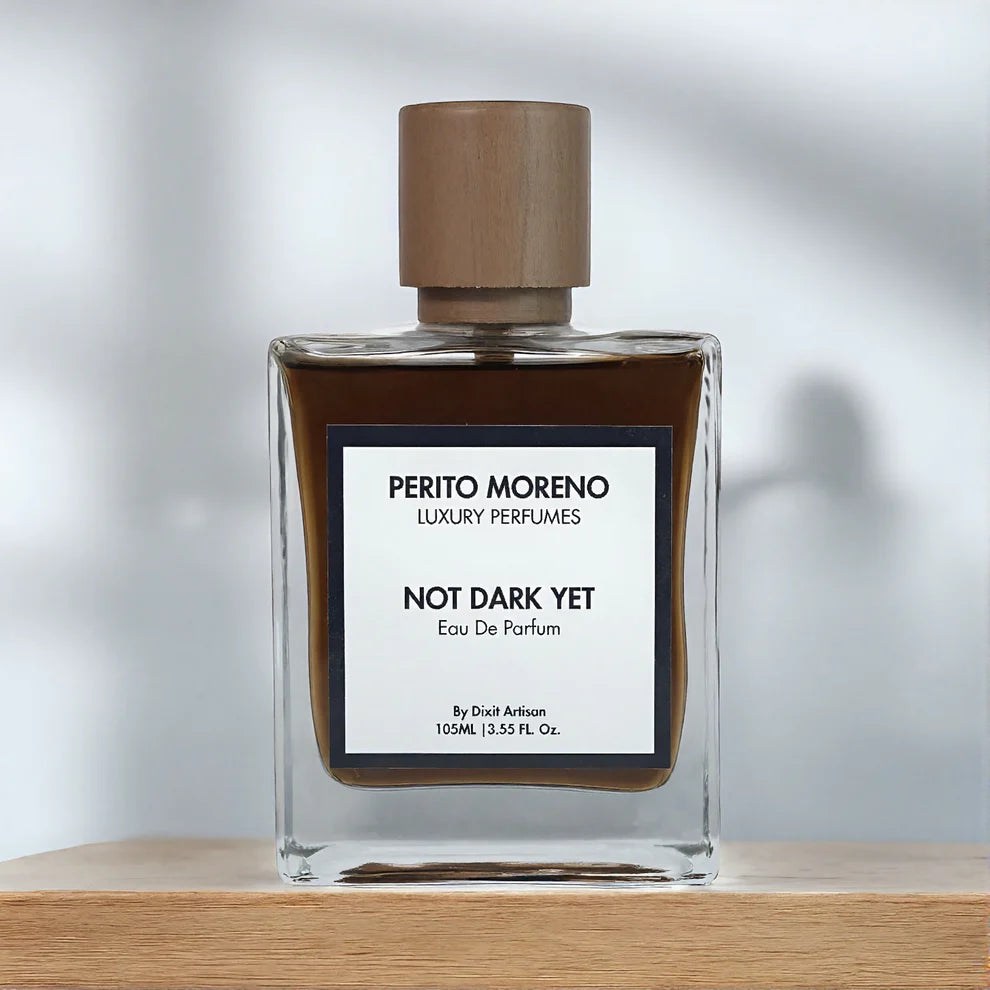 PERITO MORENO
LUXURY PERFUMES
NOT DARK YET
Eau De Parfum
By Dixit Artisan
105ML |3.55 FL. Oz.